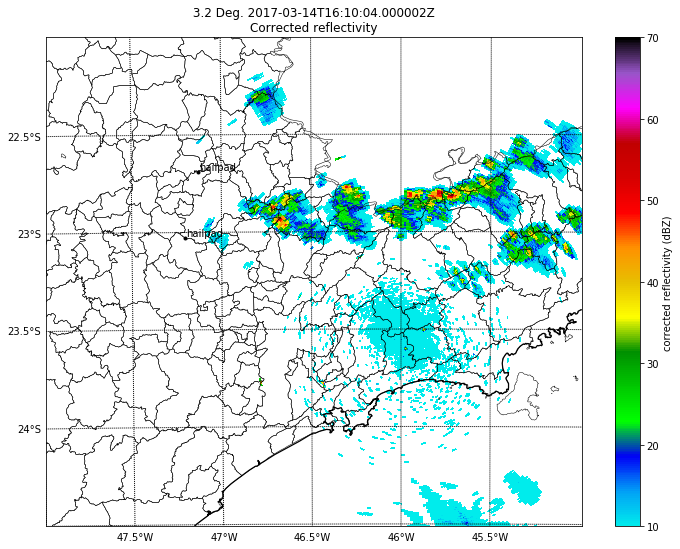 3.2 Deg. 2017-03-14T16:10:04.000002Z
Corrected reflectivity
22.5°S
23°S
23.5°S
24°S
hailpad
hailpad
47.5°W
47°W
46.5°W
46°W
45.5°W
70
60
50
40
30
20
10
corrected reflectivity (dBZ)